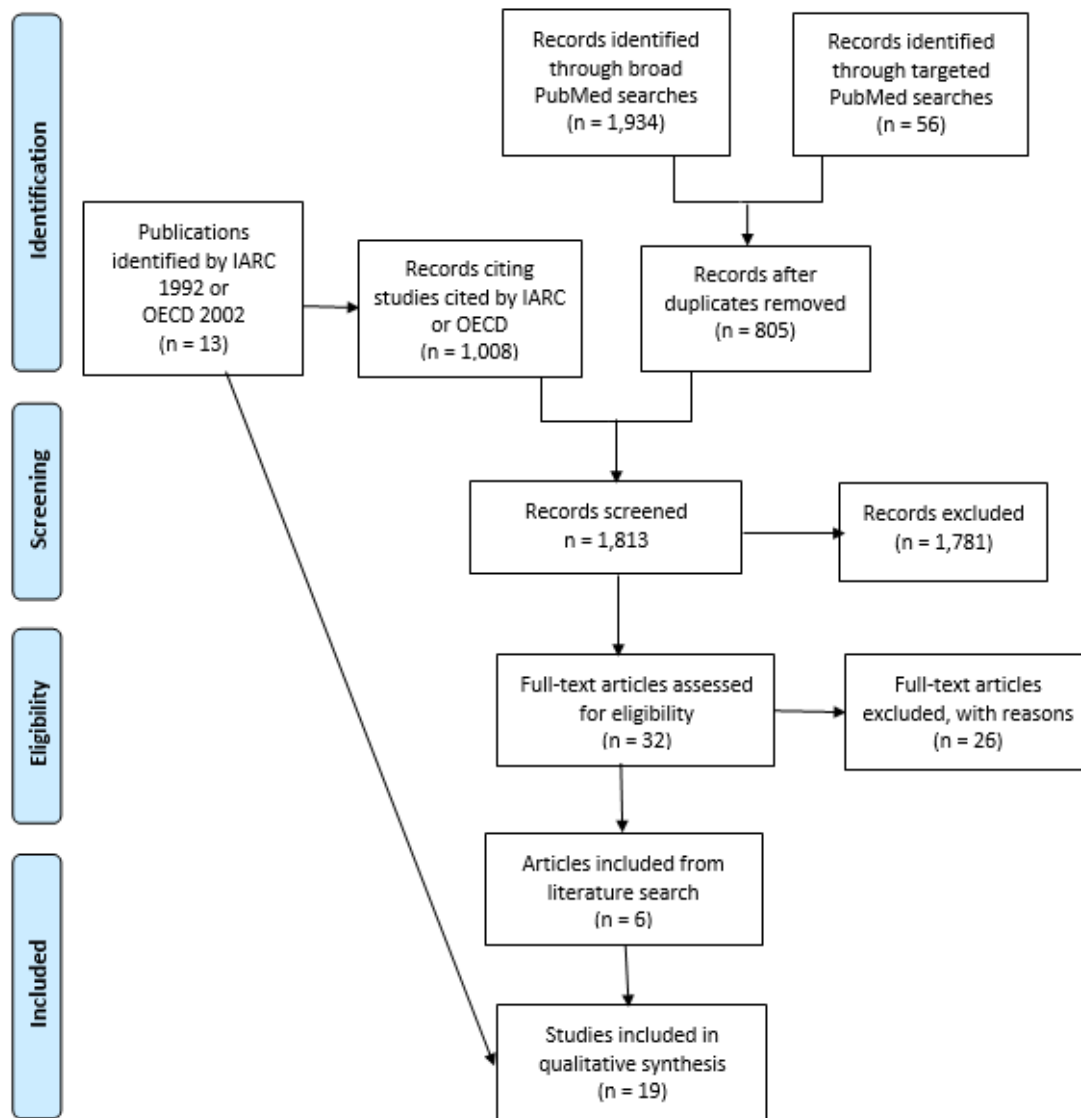 Identification
Records identified
through broad
PubMed searches
(n = 1,934)
Records identified
through targeted
PubMed searches
(n = 56)
Publications
identified by IARC
1992 or
OECD 2002
(n = 13)
Records citing
studies cited by IARC
or OECD
(n = 1,008)
Records after
duplicates removed
(n = 805)
Screening
Records screened
n = 1,813
Records excluded
(n = 1,781)
Eligibility
Full-text articles assessed
for eligibility
(n = 32)
Full-text articles
excluded, with reasons
(n = 26)
Included
Articles included from
literature search
(n = 6)
Studies included in
qualitative synthesis
(n = 19)